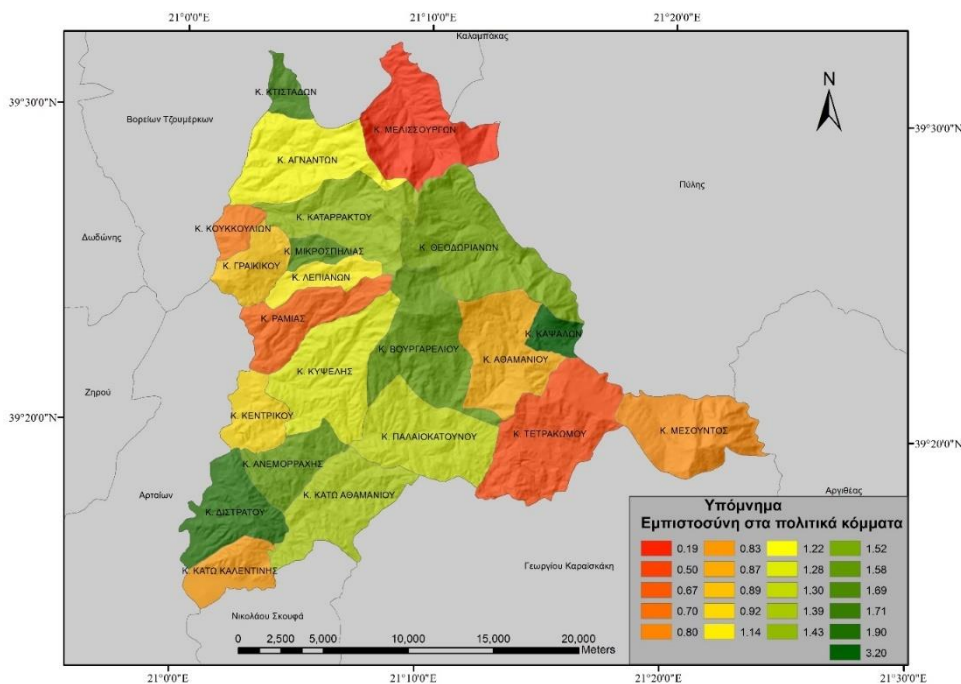 21°0'0"E 21°10'0"E 21°20'0"E
Καλαμπάκας
39°30'0"N
Κ. ΚΤΙΣΤΑΔΩΝ
N
Βορείων Τζουμέρκων
Κ. ΜΕΛΙΣΣΟΥΡΓΩΝ
39°30'0"N
Κ. ΑΓΝΑΝΤΩΝ
Πύλης
Κ. ΚΑΤΑΡΡΑΚΤΟΥ
Κ. ΚΟΥΚΚΟΥΛΙΩΝ
Δωδώνης
Κ. ΘΕΟΔΩΡΙΑΝΩΝ
Κ. ΜΙΚΡΟΣΠΗΛΙΑΣ
Κ. ΓΡΑΙΚΙΚΟΥ
Κ. ΛΕΠΙΑΝΩΝ
Κ. ΡΑΜΙΑΣ
Κ. ΚΑΨΑΛΩΝ
Κ. ΒΟΥΡΓΑΡΕΛΙΟΥ
Κ. ΑΘΑΜΑΝΙΟΥ
Κ. ΚΥΨΕΛΗΣ
Ζηρού
39°20'0"N
Κ. ΚΕΝΤΡΙΚΟΥ
Κ. ΠΑΛΑΙΟΚΑΤΟΥΝΟΥ
Κ. ΤΕΤΡΑΚΩΜΟΥ
Κ. ΜΕΣΟΥΝΤΟΣ
39°20'0"N
Κ. ΑΝΕΜΟΡΡΑΧΗΣ
Αρταίων
Κ. ΚΑΤΩ ΑΘΑΜΑΝΙΟΥ
Αργιθέας
Κ. ΔΙΣΤΡΑΤΟΥ
Υπόμνημα
Εμπιστοσύνη στα πολιτικά κόμματα
0.19 0.83 1.22 1.52
0.50 0.87 1.28 1.58
0.67 0.89 1.30 1.69
0.70 0.92 1.39 1.71
0.80 1.14 1.43 1.90
3.20
Κ. ΚΑΤΩ ΚΑΛΕΝΤΙΝΗΣ
Γεωργίου Καραϊσκάκη
Νικολάου Σκουφά
0 2,500 5,000 10,000 15,000 20,000
Meters
21°0'0"E 21°10'0"E 21°20'0"E 21°30'0"E